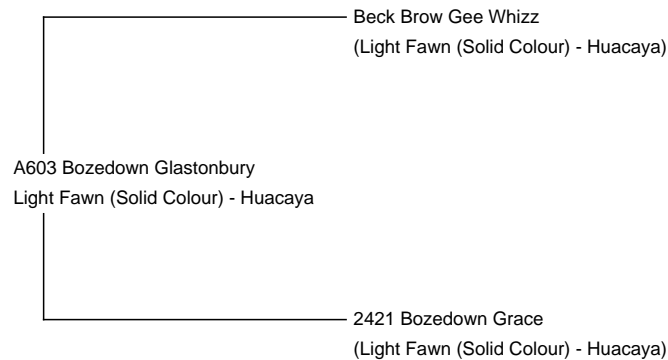 Beck Brow Gee Whizz
(Light Fawn (Solid Colour) - Huacaya)
A603 Bozedown Glastonbury
Light Fawn (Solid Colour) - Huacaya
2421 Bozedown Grace
(Light Fawn (Solid Colour) - Huacaya)